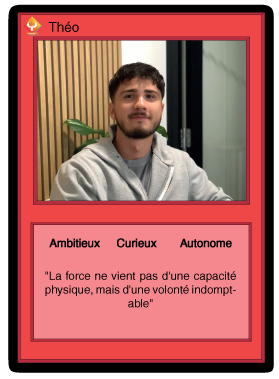 Théo
Ambitieux Curieux Autonome
"La force ne vient pas d'une capacité
physique, mais d'une volonté indompt-
able"